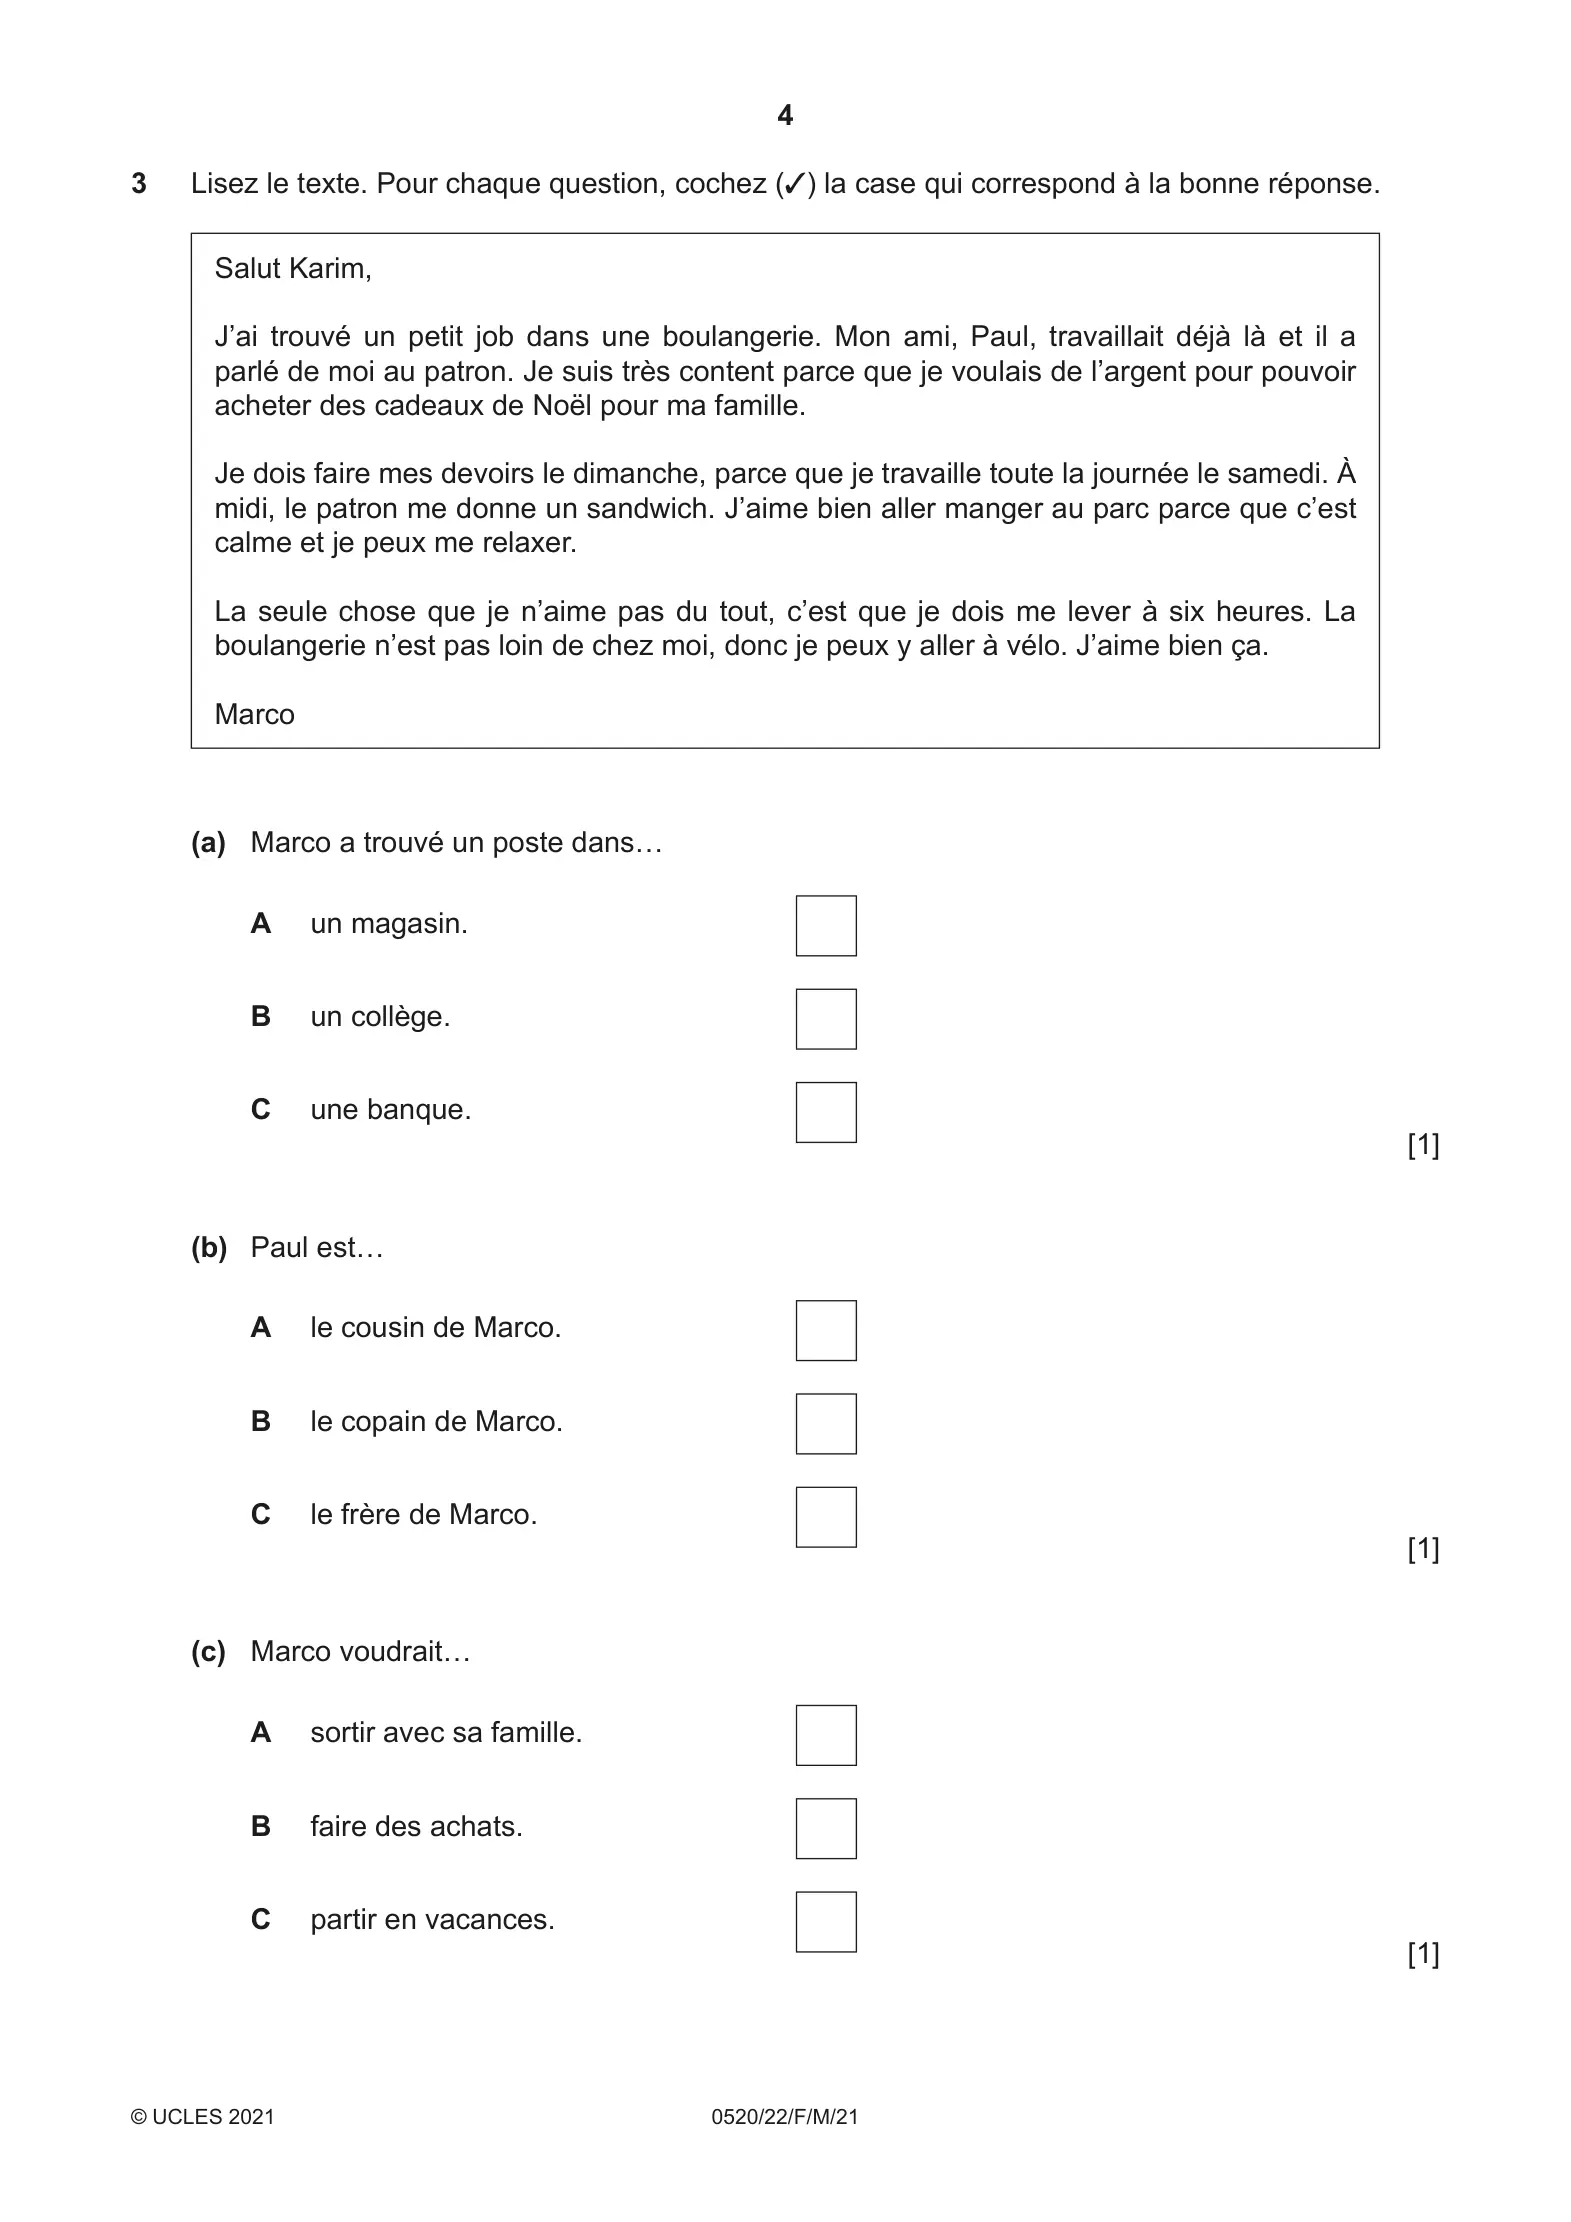 4
3 Lisez le texte. Pour chaque question, cochez (✓) la case qui correspond à la bonne réponse.
Salut Karim,
J’ai trouvé un petit job dans une boulangerie. Mon ami, Paul, travaillait déjà là et il a
parlé de moi au patron. Je suis très content parce que je voulais de l’argent pour pouvoir
acheter des cadeaux de Noël pour ma famille.
Je dois faire mes devoirs le dimanche, parce que je travaille toute la journée le samedi. À
midi, le patron me donne un sandwich. J’aime bien aller manger au parc parce que c’est
calme et je peux me relaxer.
La seule chose que je n’aime pas du tout, c’est que je dois me lever à six heures. La
boulangerie n’est pas loin de chez moi, donc je peux y aller à vélo. J’aime bien ça.
Marco
(a) Marco a trouvé un poste dans…
A un magasin.
B un collège.
C une banque.
[1]
(b) Paul est…
A le cousin de Marco.
B le copain de Marco.
C le frère de Marco.
[1]
(c) Marco voudrait…
A sortir avec sa famille.
B faire des achats.
C partir en vacances.
[1]
© UCLES 2021 0520/22/F/M/21